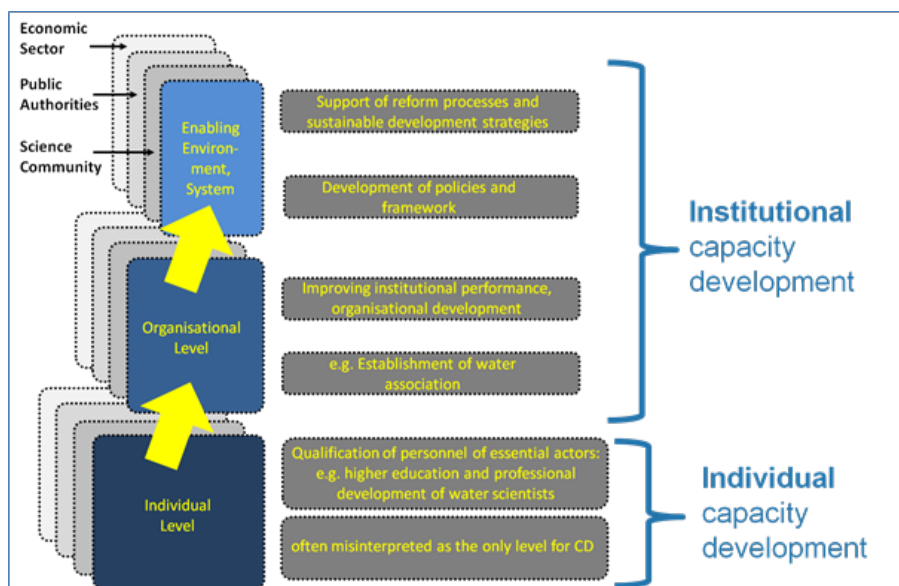 Economic
Sector
Public
Authorities
Science
Community
Enabling
Environ-
ment,
System
Support of reform processes and
sustainable development strategies
Development of policies and
framework
Organisational
Level
Improving institutional performance,
organisational development
e.g. Establishment of water
association
Institutional
capacity
development
Individual
Level
Qualification of personnel of essential actors:
e.g. higher education and professional
development of water scientists
often misinterpreted as the only level for CD
Individual
capacity
development